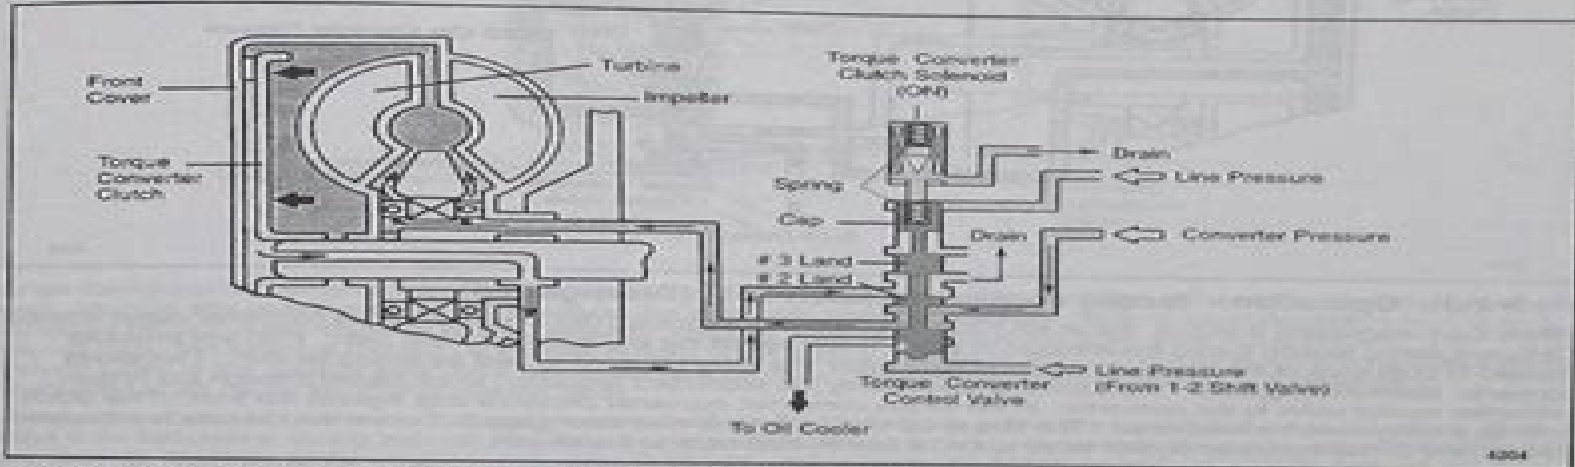 Front
Cover
Turbine
Impeller
Torque
Converter
Clutch
Torque Converter
Clutch Solenoid
(ON)
Drain
Line Pressure
Spring
Cap
Drain
Converter Pressure
# 3 Land
# 2 Land
Line Pressure
(From 1-2 Shift Valve)
Torque Converter
Control Valve
To Oil Cooler